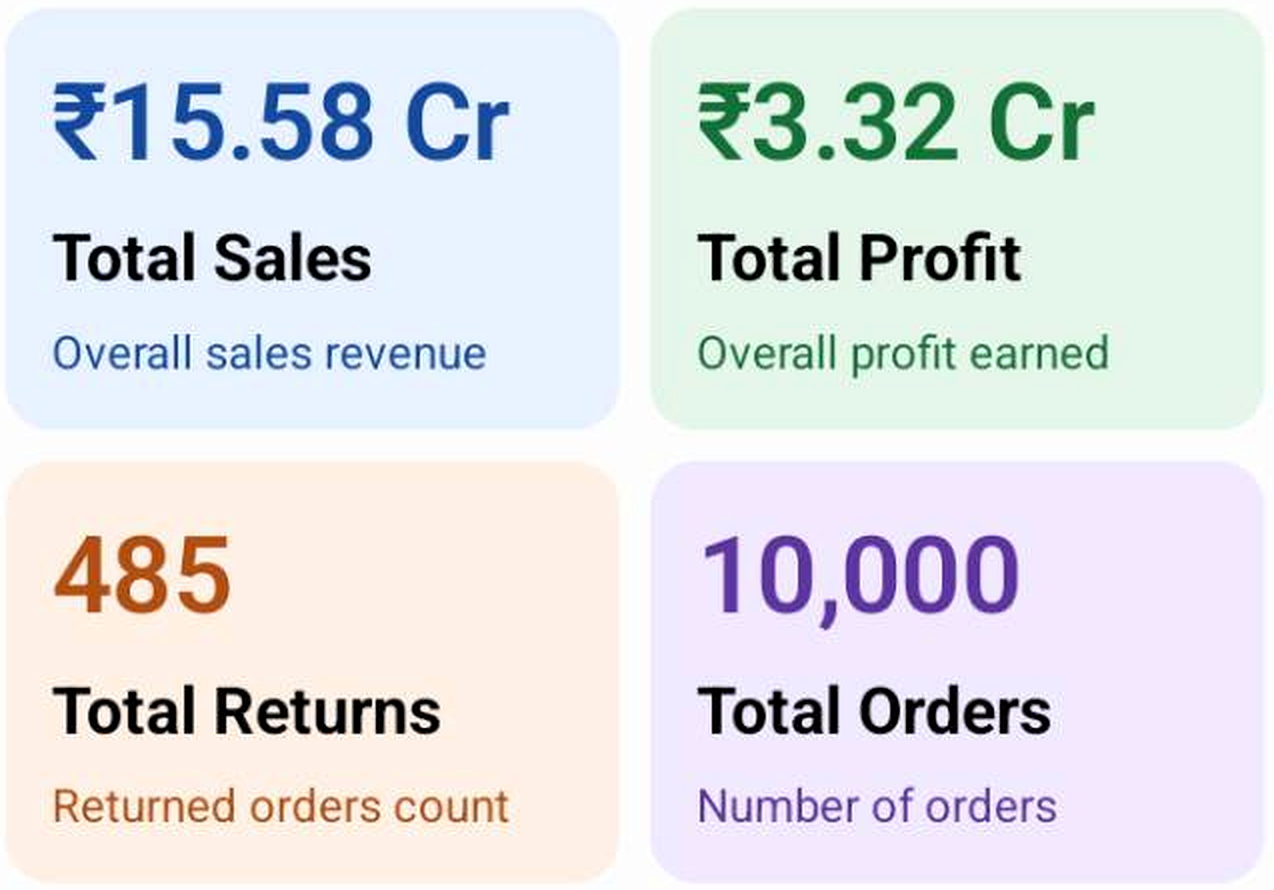 ₹15.58 Cr
Total Sales
Overall sales revenue
₹3.32 Cr
Total Profit
Overall profit earned
485
Total Returns
Returned orders count
10,000
Total Orders
Number of orders